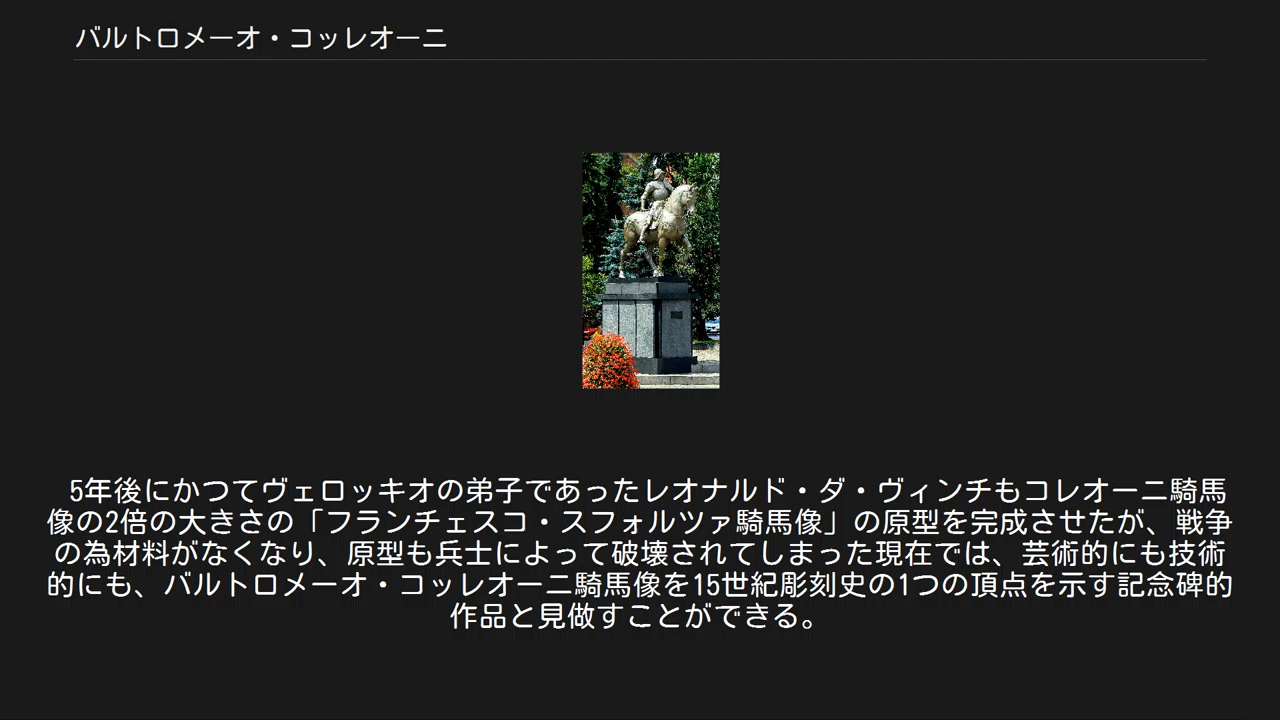 バルトロメーオ・コッレオーニ
5年後にかつてヴェロッキオの弟子であったレオナルド・ダ・ヴィンチもコレオーニ騎馬
像の2倍の大きさの「フランチェスコ・スフォルツァ騎馬像」の原型を完成させたが、戦争
の為材料がなくなり、原型も兵士によって破壊されてしまった現在では、芸術的にも技術
的にも、バルトロメーオ・コッレオーニ騎馬像を15世紀彫刻史の1つの頂点を示す記念碑的
作品と見做すことができる。